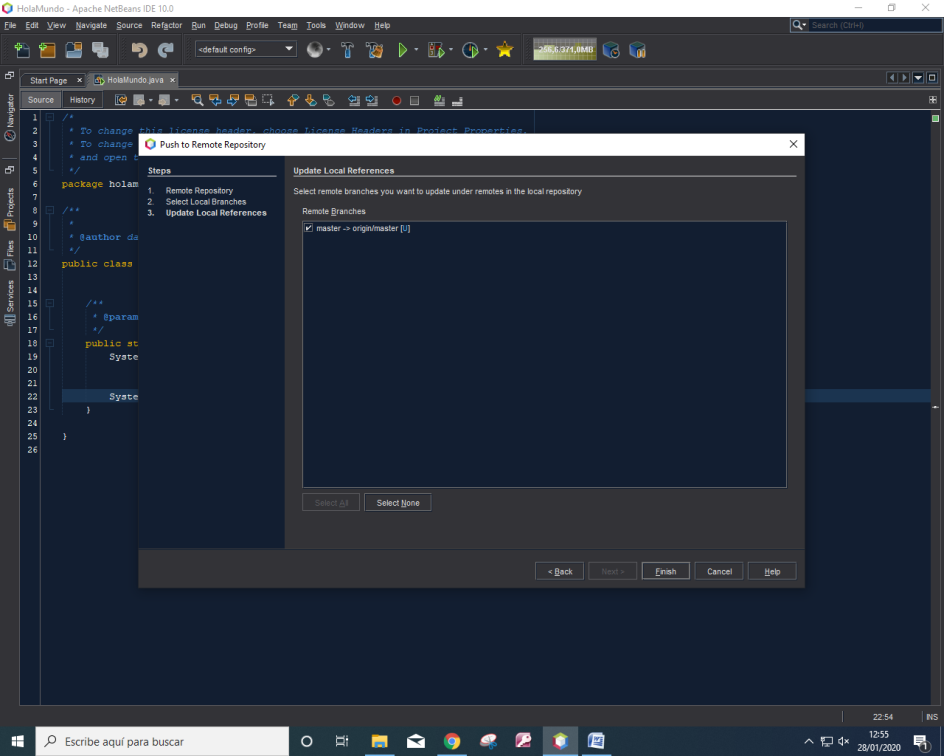 HolaMundo - Apache NetBeans IDE 10.0
File Edit View Navigate Source Refactor Run Debug Profile Team Tools Window Help
Search (Ctrl+I)
<default config>
256,6/371,0MB
Start Page
HolaMundo.java
Source History
Navigator
Projects
Files
Services
1 /*
2 * To change this license header, choose License Headers in Project Properties.
3 * To change
4 * and open t
5 */
6 package holam
7
8 /**
9 *
10 * @author da
11 */
12 public class
13
14
15 /**
16 * @param
17 */
18 public st
19 Syste
20
21
22 Syste
23 }
24
25 }
26
Push to Remote Repository
Steps
1. Remote Repository
2. Select Local Branches
3. Update Local References
Update Local References
Select remote branches you want to update under remotes in the local repository
Remote Branches
master -> origin/master [U]
Select All
Select None
< Back
Next >
Finish
Cancel
Help
22:54
INS
Escribe aquí para buscar
12:55
28/01/2020
1